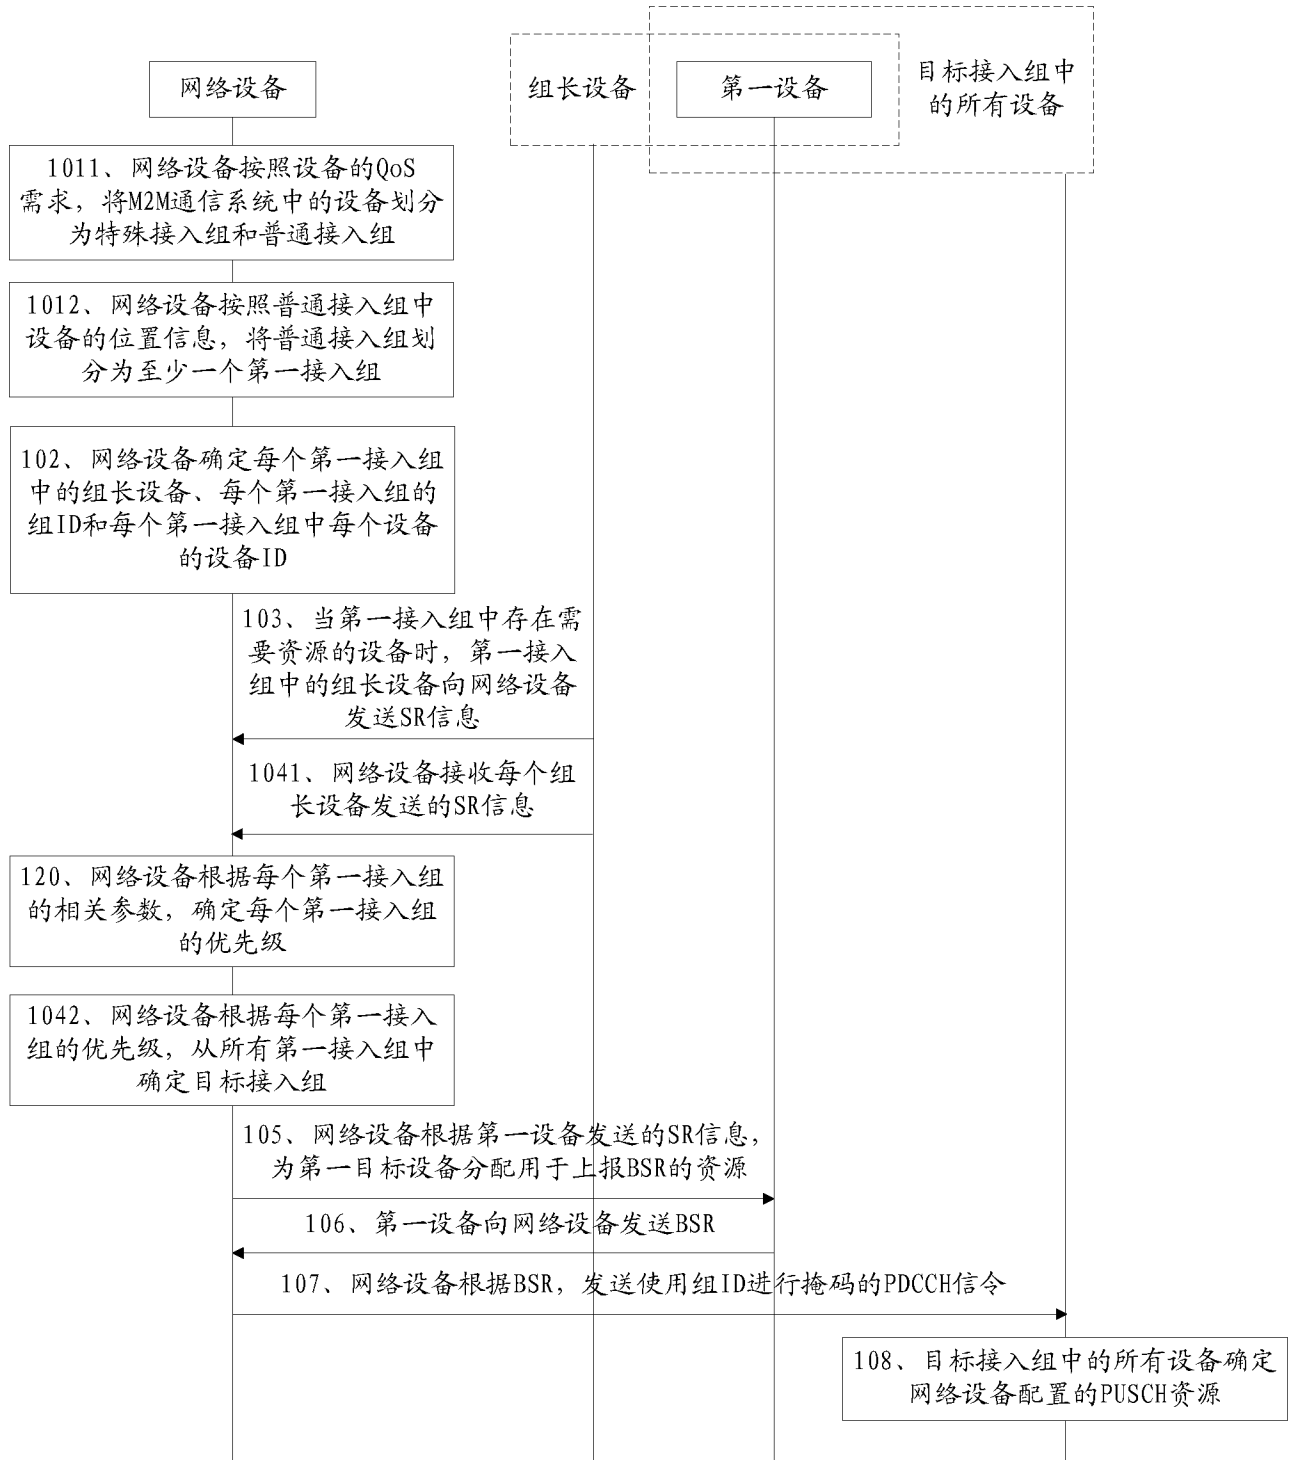 网络设备
组长设备
第一设备
目标接入组中
的所有设备
1011、网络设备按照设备的QoS
需求，将M2M通信系统中的设备划分
为特殊接入组和普通接入组
1012、网络设备按照普通接入组中
设备的位置信息，将普通接入组划
分为至少一个第一接入组
102、网络设备确定每个第一接入组
中的组长设备、每个第一接入组的
组ID和每个第一接入组中每个设备
的设备ID
103、当第一接入组中存在需
要资源的设备时，第一接入
组中的组长设备向网络设备
发送SR信息
1041、网络设备接收每个组
长设备发送的SR信息
120、网络设备根据每个第一接入组
的相关参数，确定每个第一接入组
的优先级
1042、网络设备根据每个第一接入
组的优先级，从所有第一接入组中
确定目标接入组
105、网络设备根据第一设备发送的SR信息，
为第一目标设备分配用于上报BSR的资源
106、第一设备向网络设备发送BSR
107、网络设备根据BSR，发送使用组ID进行掩码的PDCCH信令
108、目标接入组中的所有设备确定
网络设备配置的PUSCH资源